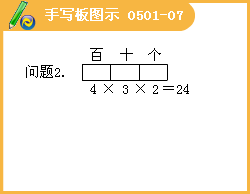 手写板图示 0501-07
百 十 个
问题2.
4 × 3 × 2=24